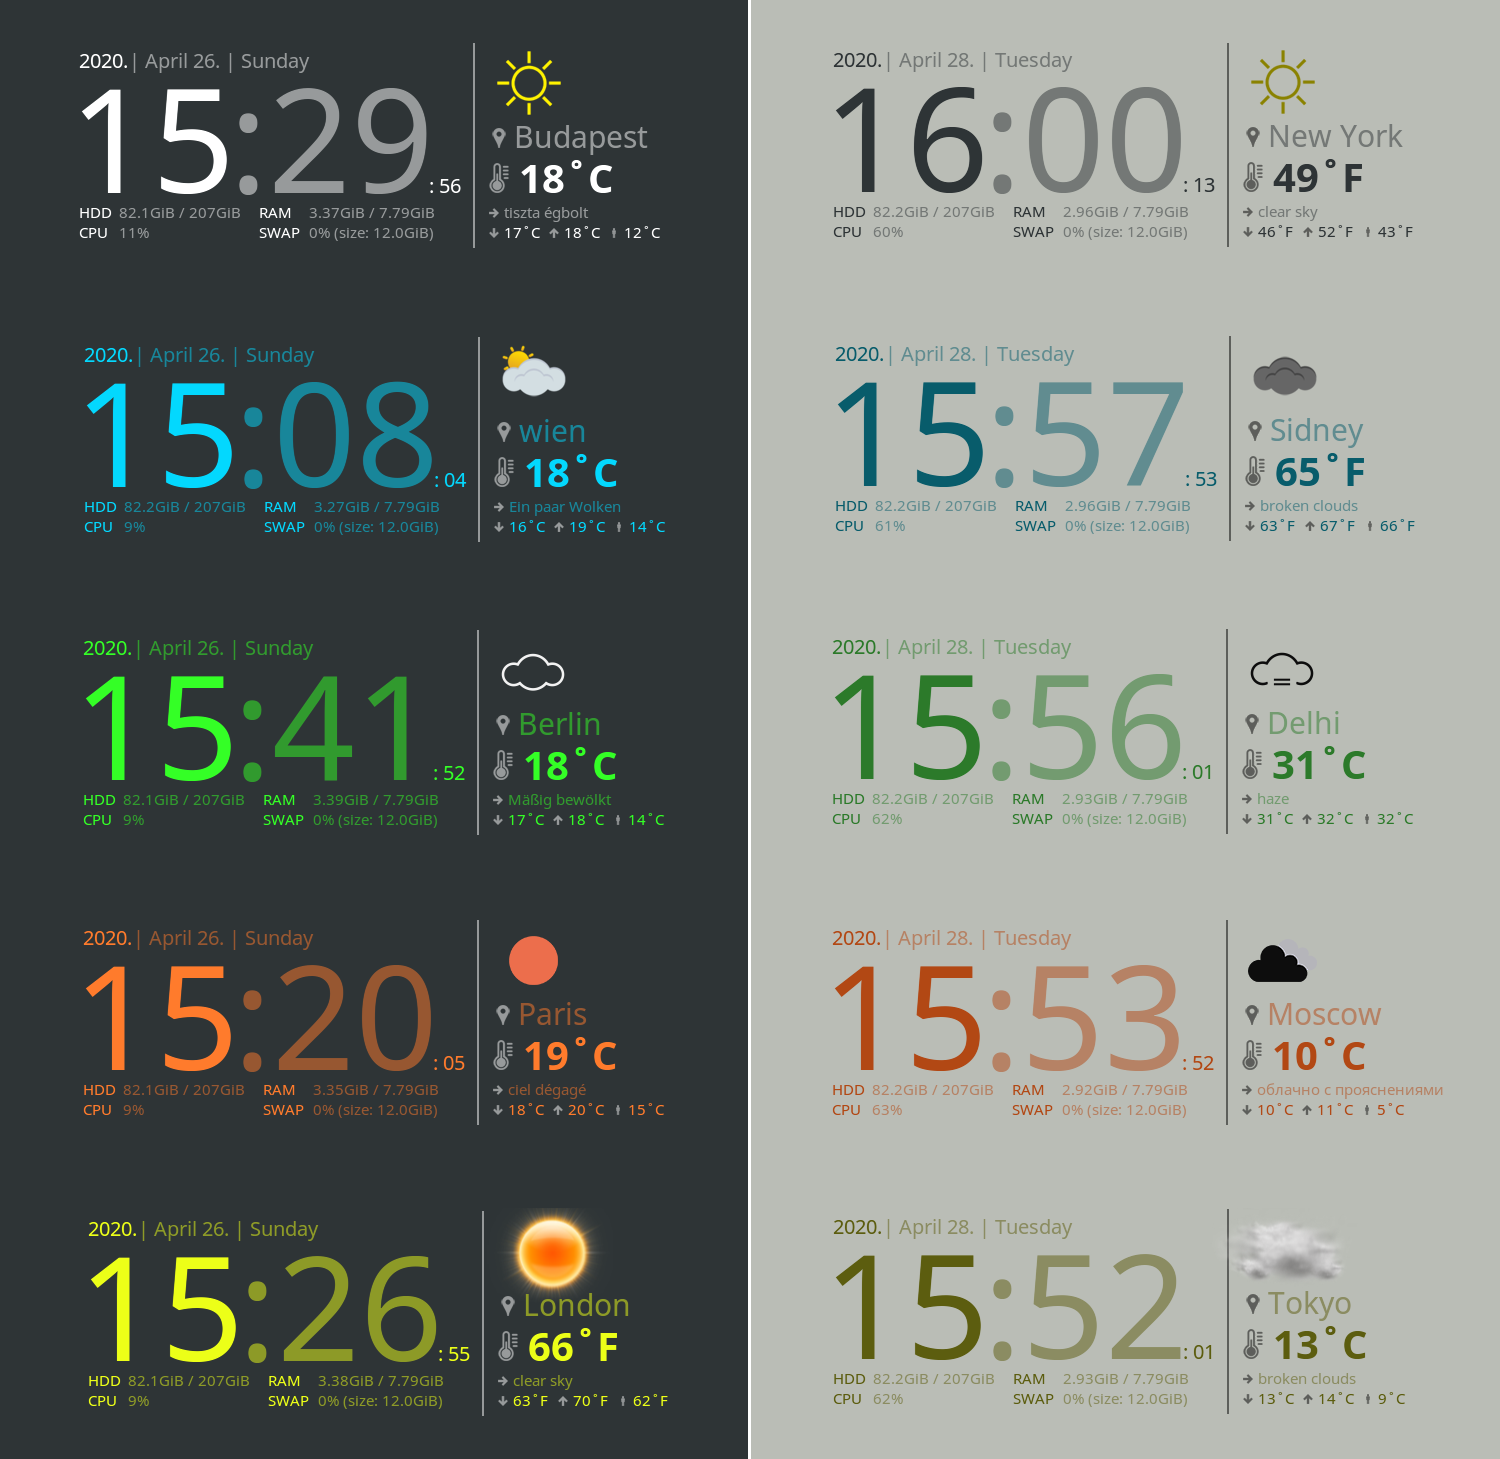 2020. | April 26. | Sunday
15:29 : 56
HDD 82.1GiB / 207GiB RAM 3.37GiB / 7.79GiB
CPU 11% SWAP 0% (size: 12.0GiB)
Budapest
18°C
tiszta égbolt
17°C 18°C 12°C
2020. | April 26. | Sunday
15:08 : 04
HDD 82.2GiB / 207GiB RAM 3.27GiB / 7.79GiB
CPU 9% SWAP 0% (size: 12.0GiB)
wien
18°C
Ein paar Wolken
16°C 19°C 14°C
2020. | April 26. | Sunday
15:41 : 52
HDD 82.1GiB / 207GiB RAM 3.39GiB / 7.79GiB
CPU 9% SWAP 0% (size: 12.0GiB)
Berlin
18°C
Mäßig bewölkt
17°C 18°C 14°C
2020. | April 26. | Sunday
15:20 : 05
HDD 82.1GiB / 207GiB RAM 3.35GiB / 7.79GiB
CPU 9% SWAP 0% (size: 12.0GiB)
Paris
19°C
ciel dégagé
18°C 20°C 15°C
2020. | April 26. | Sunday
15:26 : 55
HDD 82.1GiB / 207GiB RAM 3.38GiB / 7.79GiB
CPU 9% SWAP 0% (size: 12.0GiB)
London
66°F
clear sky
63°F 70°F 62°F
2020. | April 28. | Tuesday
16:00 : 13
HDD 82.2GiB / 207GiB RAM 2.96GiB / 7.79GiB
CPU 60% SWAP 0% (size: 12.0GiB)
New York
49°F
clear sky
46°F 52°F 43°F
2020. | April 28. | Tuesday
15:57 : 53
HDD 82.2GiB / 207GiB RAM 2.96GiB / 7.79GiB
CPU 61% SWAP 0% (size: 12.0GiB)
Sidney
65°F
broken clouds
63°F 67°F 66°F
2020. | April 28. | Tuesday
15:56 : 01
HDD 82.2GiB / 207GiB RAM 2.93GiB / 7.79GiB
CPU 62% SWAP 0% (size: 12.0GiB)
Delhi
31°C
haze
31°C 32°C 32°C
2020. | April 28. | Tuesday
15:53 : 52
HDD 82.2GiB / 207GiB RAM 2.92GiB / 7.79GiB
CPU 63% SWAP 0% (size: 12.0GiB)
Moscow
10°C
облачно с прояснениями
10°C 11°C 5°C
2020. | April 28. | Tuesday
15:52 : 01
HDD 82.2GiB / 207GiB RAM 2.93GiB / 7.79GiB
CPU 62% SWAP 0% (size: 12.0GiB)
Tokyo
13°C
broken clouds
13°C 14°C 9°C